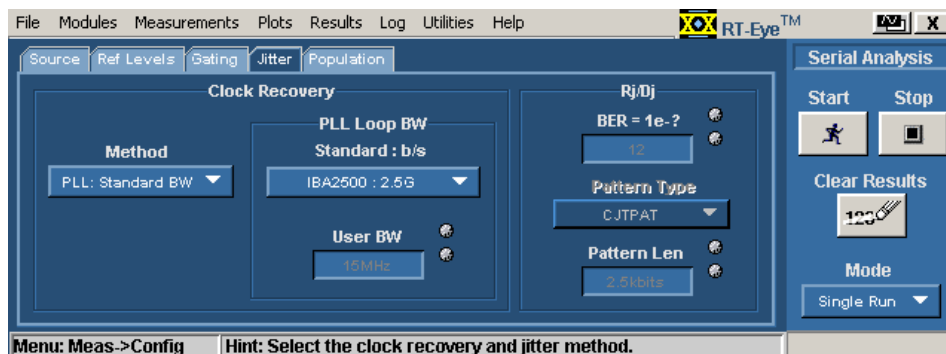 File Modules Measurements Plots Results Log Utilities Help RT-Eye™ X
Source Ref Levels Gating Jitter Population
Serial Analysis
Clock Recovery
Rj/Dj
Start Stop
PLL Loop BW
BER = 1e-?
12
Method
Standard : b/s
PLL: Standard BW
IBA2500 : 2.5G
Pattern Type
Clear Results
CJTPAT
123
User BW
15MHz
Pattern Len
2.5kbits
Mode
Single Run
Menu: Meas->Config Hint: Select the clock recovery and jitter method.